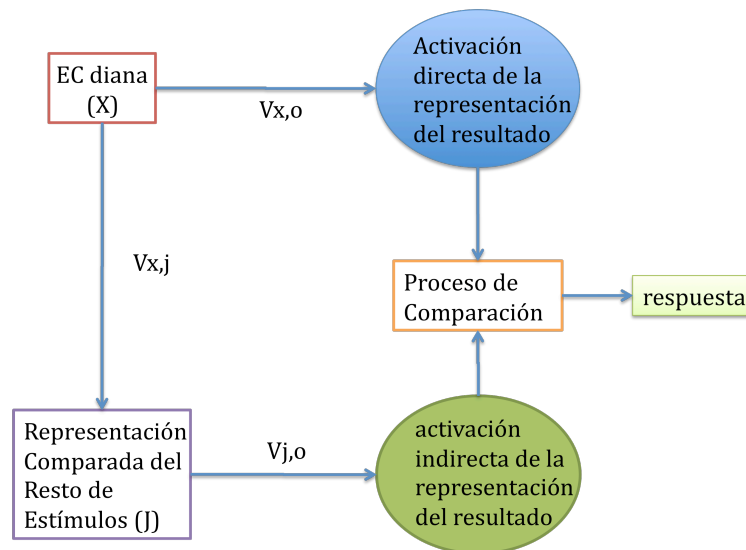 EC diana
(X)
Vx,o
Activación
directa de la
representación
del resultado
Vx,j
Proceso de
Comparación
respuesta
Representación
Comparada del
Resto de
Estímulos (J)
Vj,o
activación
indirecta de la
representación
del resultado